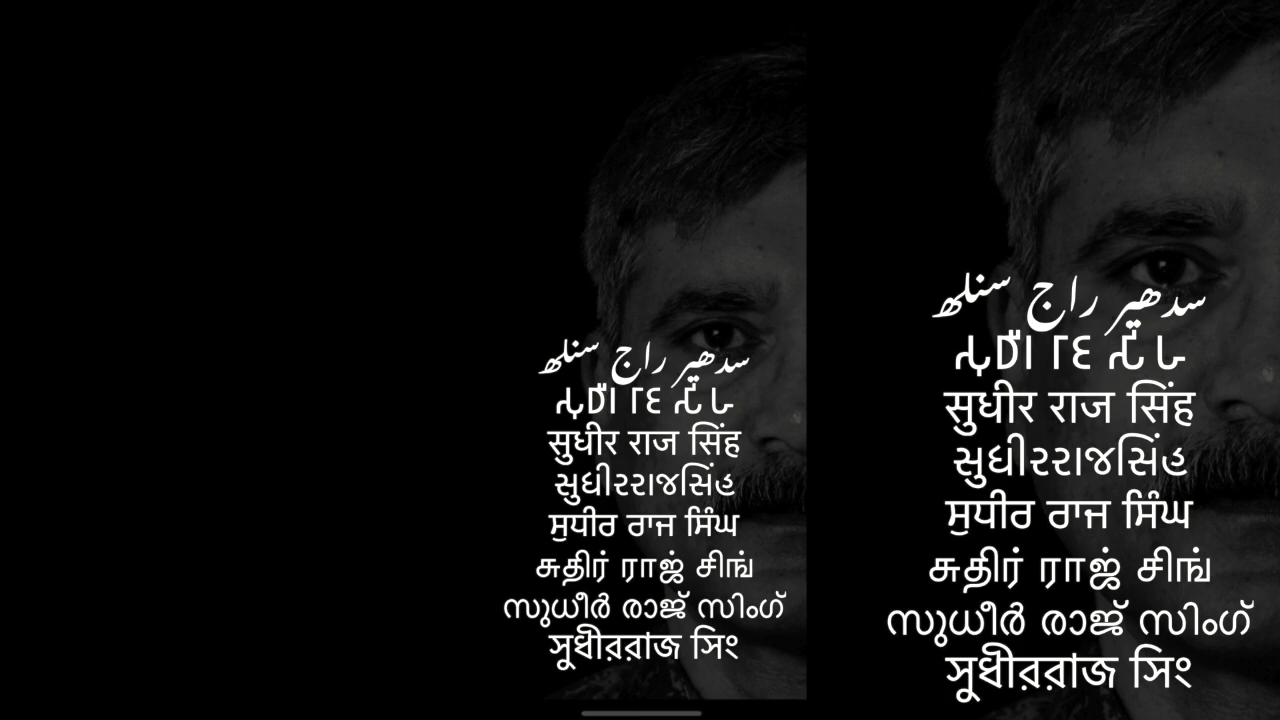 سدھیر راج سنلھ
सुधीर राज सिंह
સુધીરરાજસિંહ
ਸੁਧੀਰ ਰਾਜ ਸਿੰਘ
சுதிர் ராஜ் சிங்
സുധീർ രാജ് സിംഗ്
সুধীররাজ সিং
سدھیر راج سنلھ
सुधीर राज सिंह
સુધીરરાજસિંહ
ਸੁਧੀਰ ਰਾਜ ਸਿੰਘ
சுதிர் ராஜ் சிங்
സുധീർ രാജ് സിംഗ്
সুধীররাজ সিং